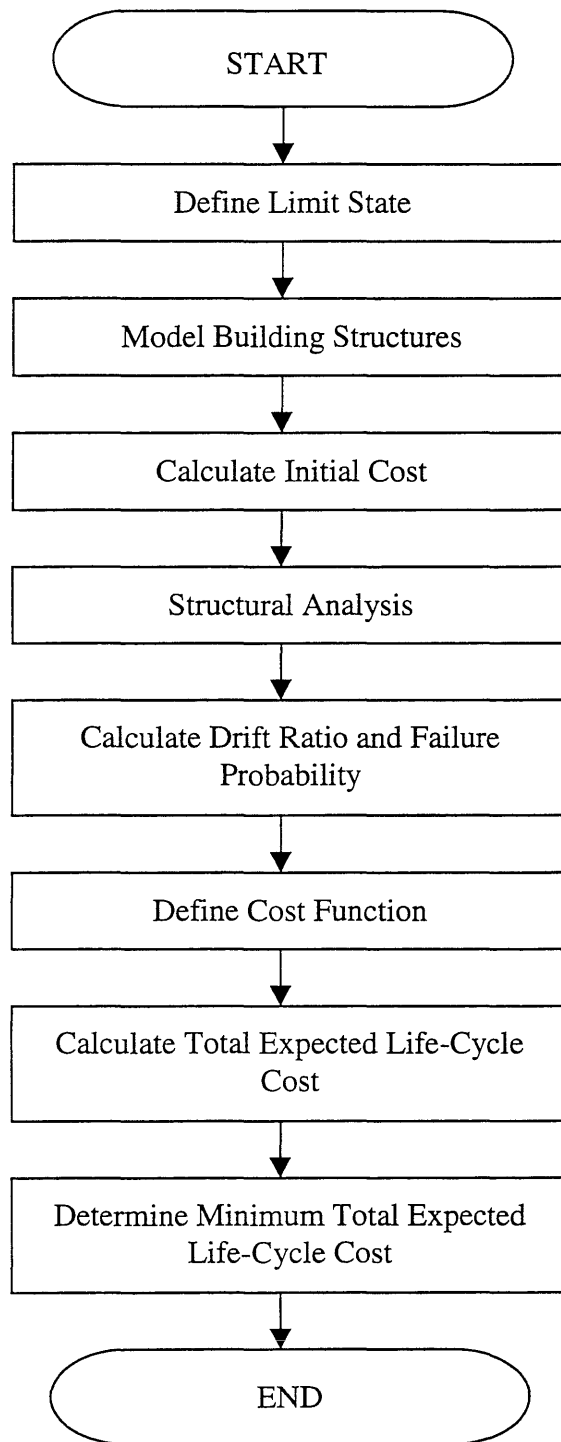 START
Define Limit State
Model Building Structures
Calculate Initial Cost
Structural Analysis
Calculate Drift Ratio and Failure
Probability
Define Cost Function
Calculate Total Expected Life-Cycle
Cost
Determine Minimum Total Expected
Life-Cycle Cost
END